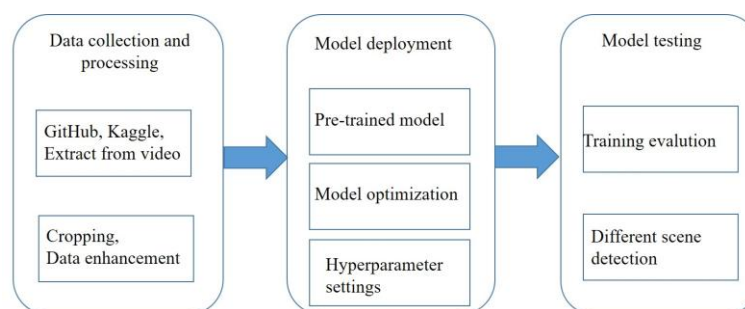 Data collection and
processing
GitHub, Kaggle,
Extract from video
Cropping,
Data enhancement
Model deployment
Pre-trained model
Model optimization
Hyperparameter
settings
Model testing
Training evalution
Different scene
detection